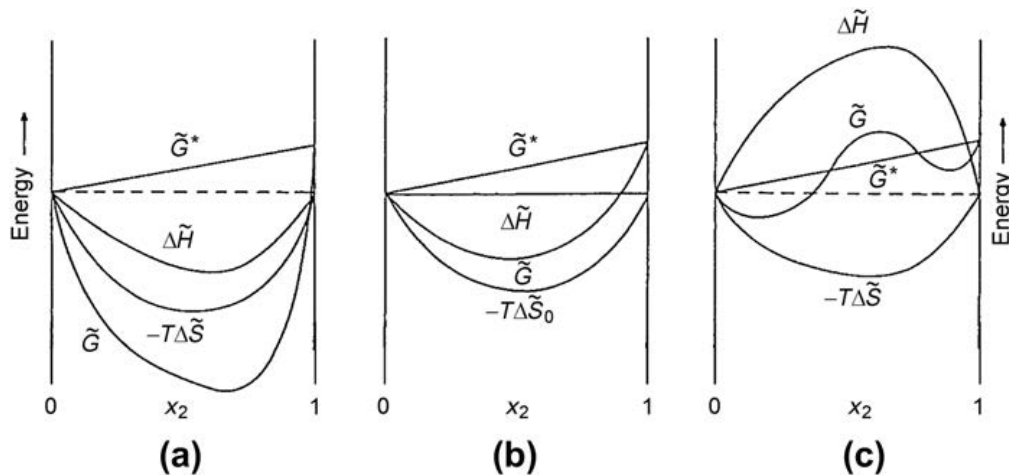 Energy →
G̃*
ΔH̃
−TΔS̃
G̃
0 x₂ 1
(a)
G̃*
ΔH̃
G̃
−TΔS̃₀
0 x₂ 1
(b)
ΔH̃
G̃
G̃*
−TΔS̃
0 x₂ 1
Energy →
(c)